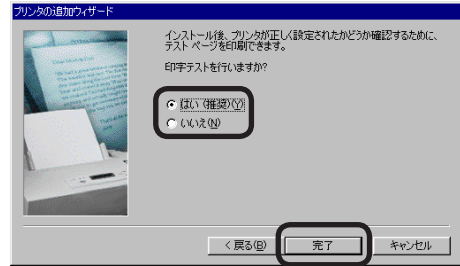 プリンタの追加ウィザード
インストール後、プリンタが正しく設定されたかどうか確認するために、
テスト ページを印刷できます。
印字テストを行いますか?
はい (推奨)(Y)
いいえ(N)
< 戻る(B)
完了
キャンセル